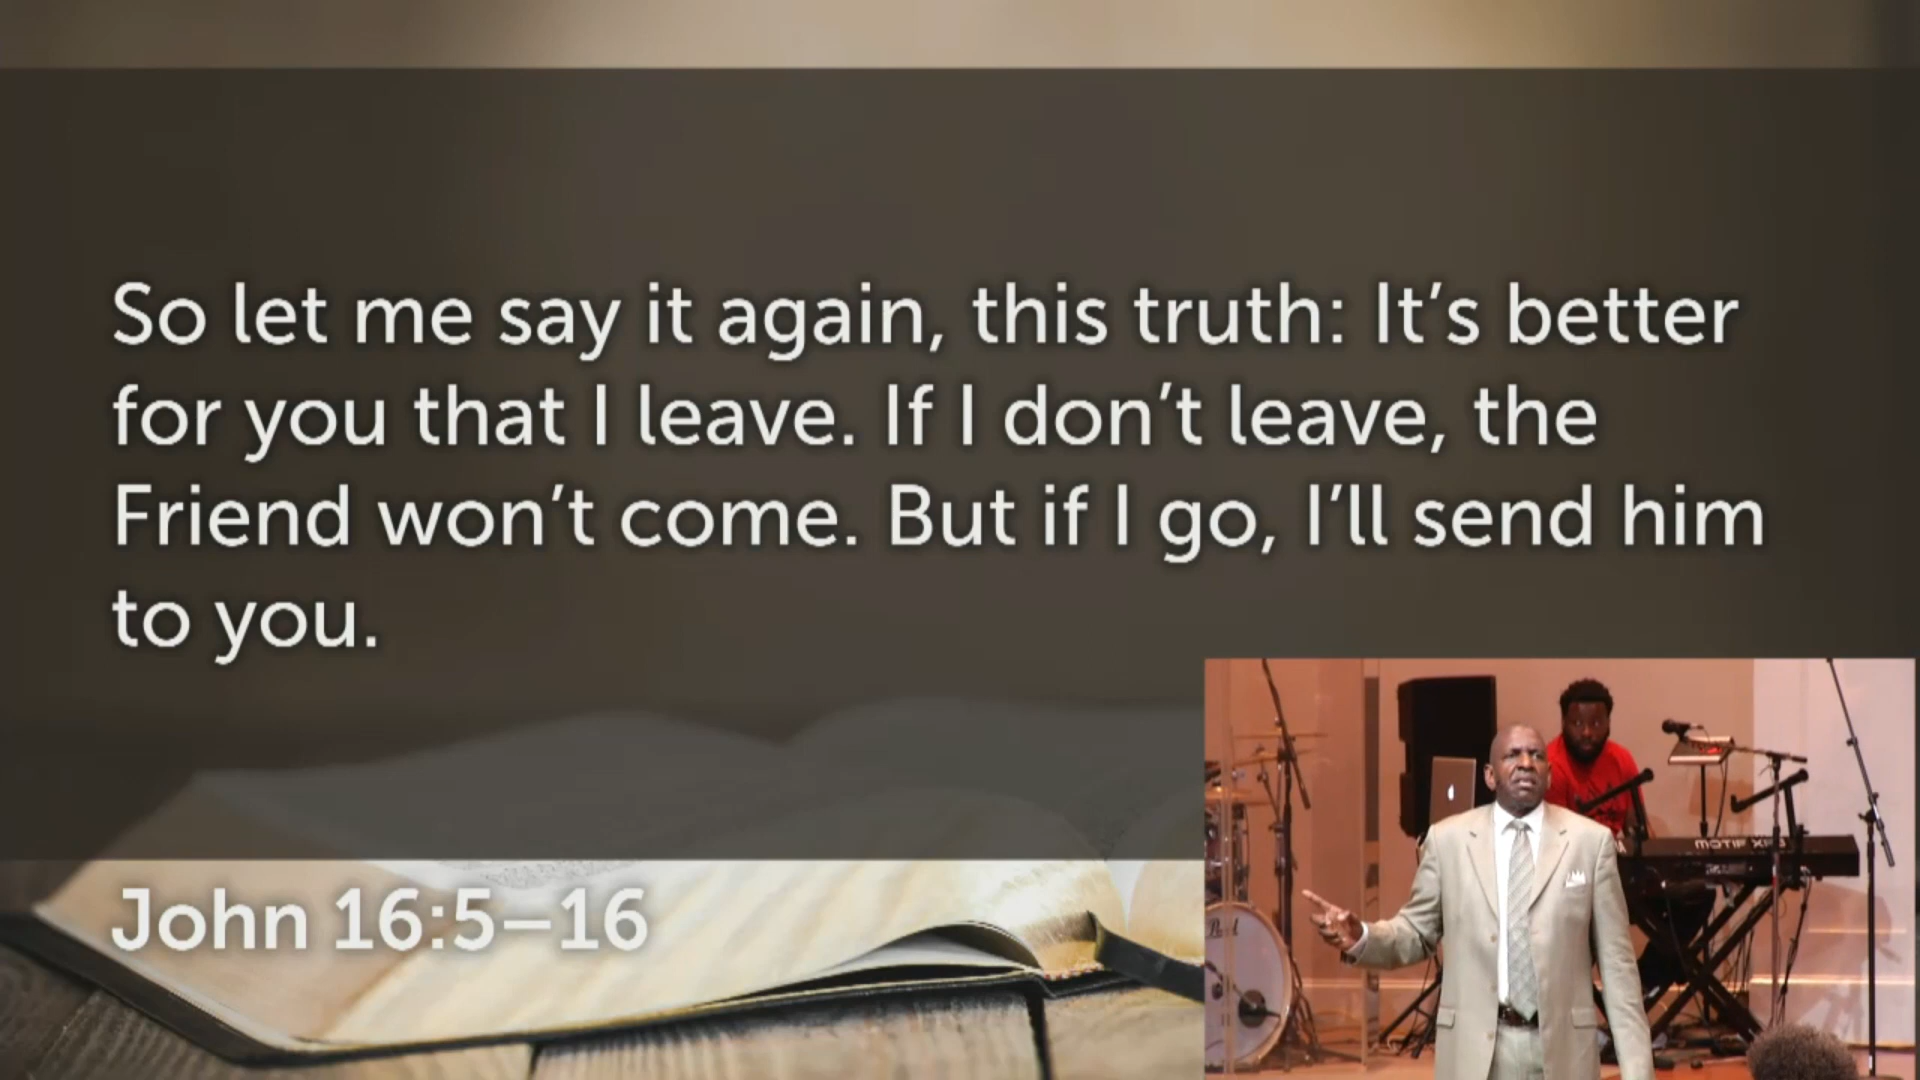 So let me say it again, this truth: It’s better
for you that I leave. If I don’t leave, the
Friend won’t come. But if I go, I’ll send him
to you.
John 16:5–16
MOTIF